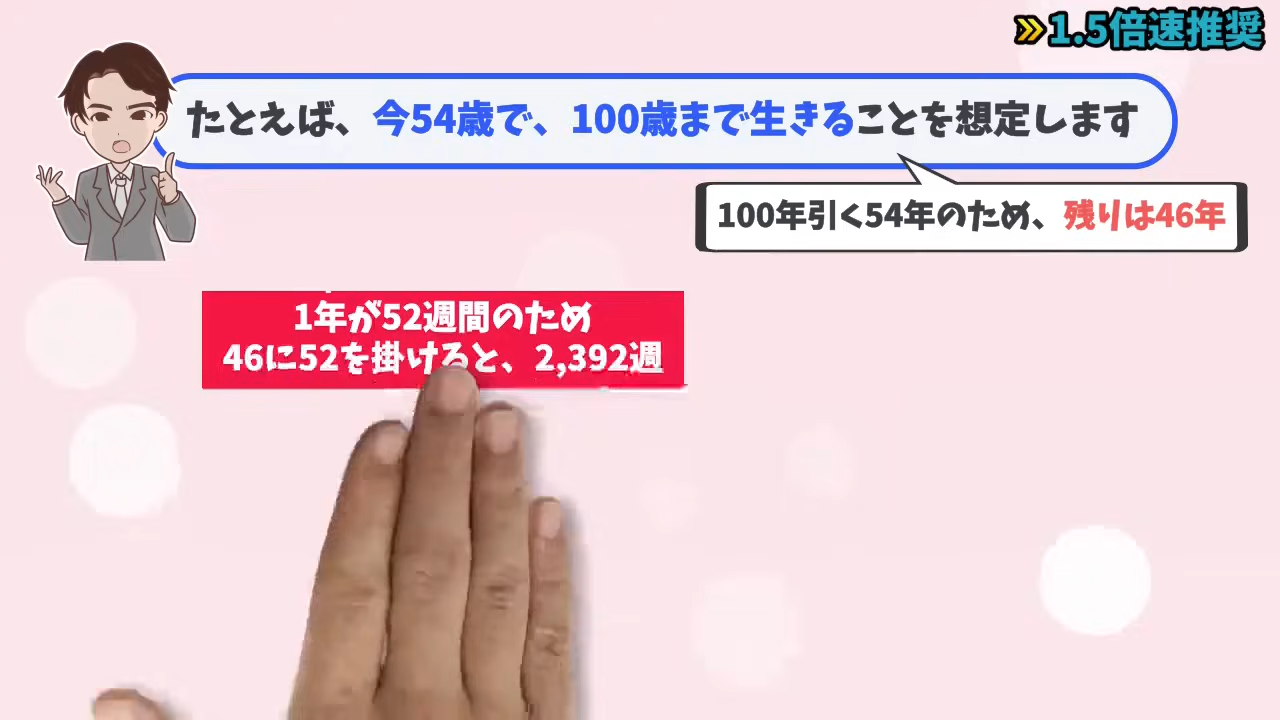 1.5倍速推奨
たとえば、今54歳で、100歳まで生きることを想定します
100年引く54年のため、残りは46年
1年が52週間のため
46に52を掛けると、2,392週